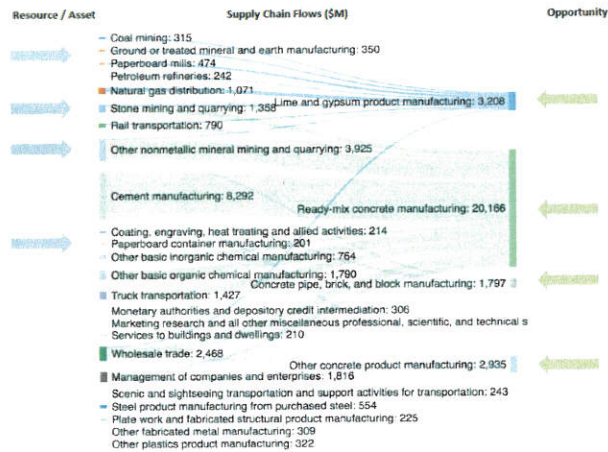 Resource / Asset
Supply Chain Flows ($M)
Opportunity
Coal mining: 315
Ground or treated mineral and earth manufacturing: 350
Paperboard mills: 474
Petroleum refineries: 242
Natural gas distribution: 1,071
Lime and gypsum product manufacturing: 3,208
Stone mining and quarrying: 1,358
Rail transportation: 790
Other nonmetallic mineral mining and quarrying: 3,925
Cement manufacturing: 8,292
Ready-mix concrete manufacturing: 20,166
Coating, engraving, heat treating and allied activities: 214
Paperboard container manufacturing: 201
Other basic inorganic chemical manufacturing: 764
Other basic organic chemical manufacturing: 1,790
Concrete pipe, brick, and block manufacturing: 1,797
Truck transportation: 1,427
Monetary authorities and depository credit intermediation: 306
Marketing research and all other miscellaneous professional, scientific, and technical s
Services to buildings and dwellings: 210
Wholesale trade: 2,468
Other concrete product manufacturing: 2,935
Management of companies and enterprises: 1,816
Scenic and sightseeing transportation and support activities for transportation: 243
Steel product manufacturing from purchased steel: 554
Plate work and fabricated structural product manufacturing: 225
Other fabricated metal manufacturing: 309
Other plastics product manufacturing: 322